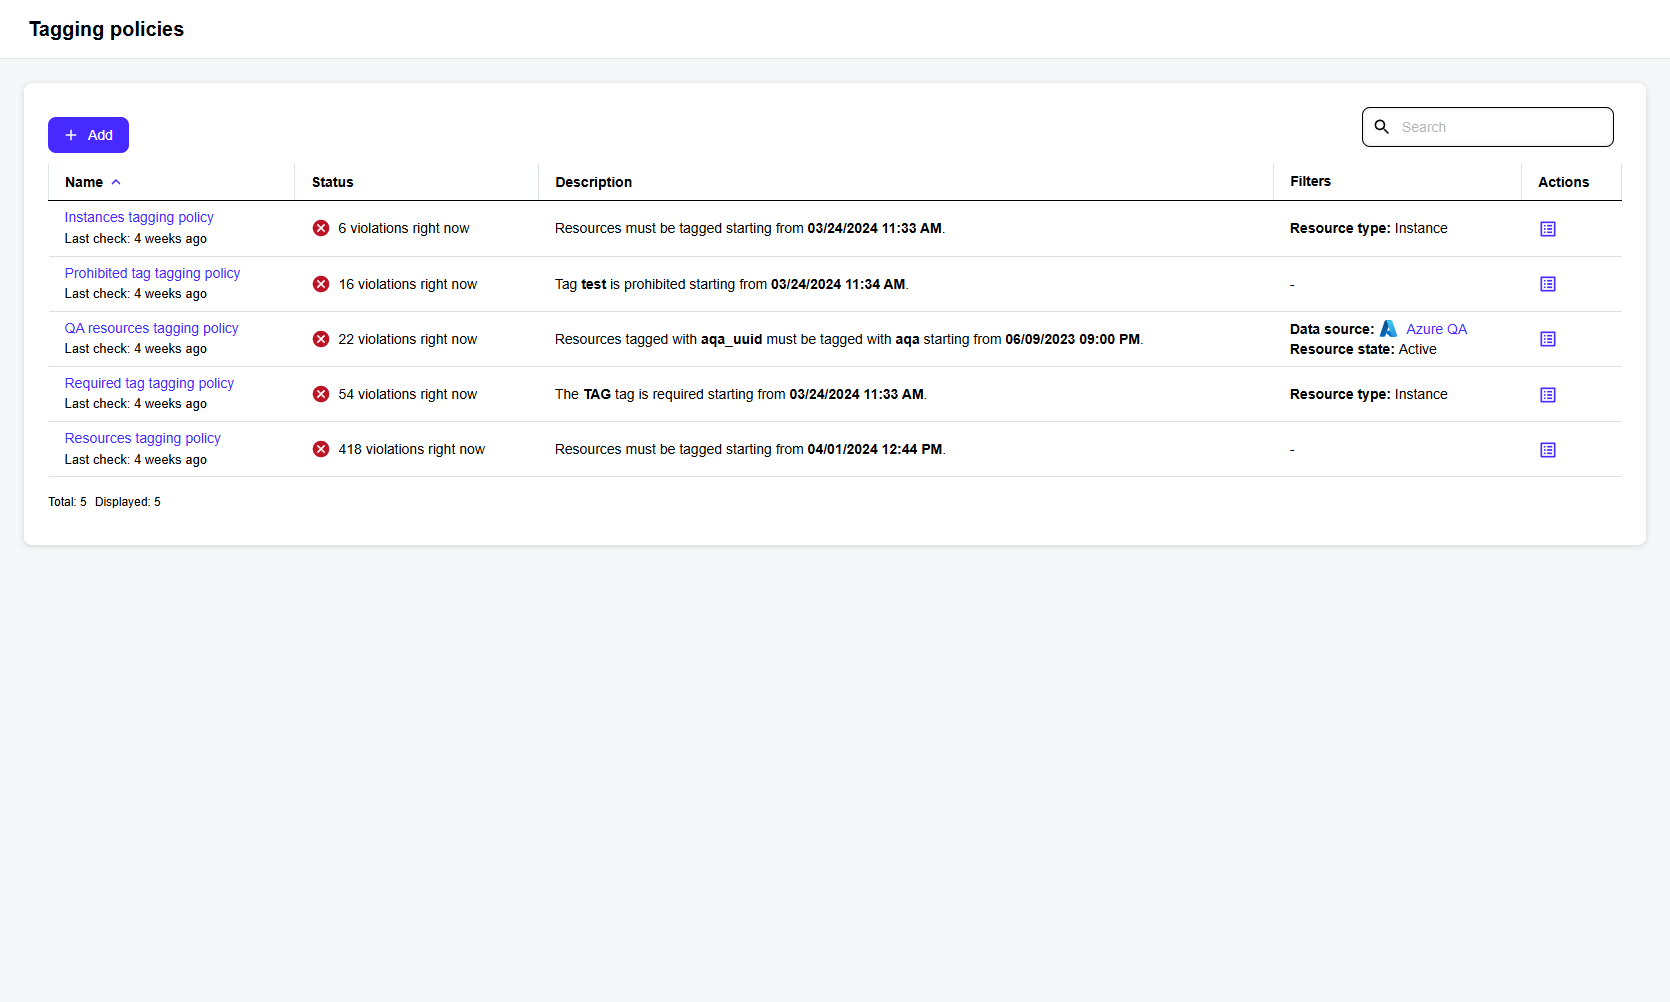 Tagging policies
Add
Search
Name Status Description Filters Actions
Instances tagging policy
Last check: 4 weeks ago
6 violations right now
Resources must be tagged starting from 03/24/2024 11:33 AM.
Resource type: Instance
Prohibited tag tagging policy
Last check: 4 weeks ago
16 violations right now
Tag test is prohibited starting from 03/24/2024 11:34 AM.
-
QA resources tagging policy
Last check: 4 weeks ago
22 violations right now
Resources tagged with aqa_uuid must be tagged with aqa starting from 06/09/2023 09:00 PM.
Data source: Azure QA
Resource state: Active
Required tag tagging policy
Last check: 4 weeks ago
54 violations right now
The TAG tag is required starting from 03/24/2024 11:33 AM.
Resource type: Instance
Resources tagging policy
Last check: 4 weeks ago
418 violations right now
Resources must be tagged starting from 04/01/2024 12:44 PM.
-
Total: 5 Displayed: 5